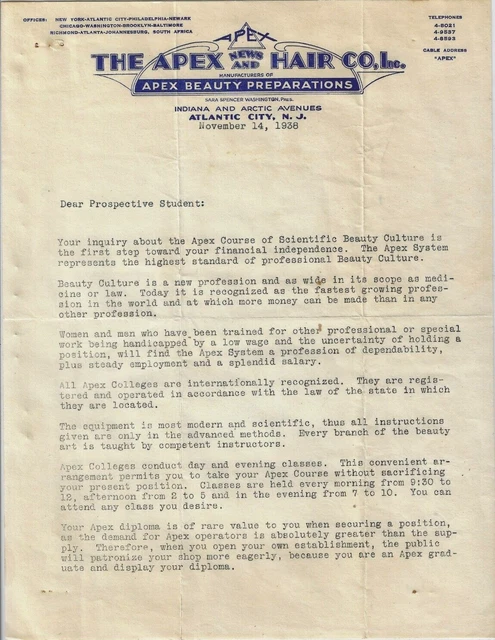 OFFICES: NEW YORK-ATLANTIC CITY-PHILADELPHIA-NEWARK
CHICAGO-WASHINGTON-BROOKLYN-BALTIMORE
RICHMOND-ATLANTA-JOHANNESBURG, SOUTH AFRICA
TELEPHONES
4-8021
4-9537
4-8593
CABLE ADDRESS
"APEX"
APEX
THE APEX NEWS AND HAIR CO, Inc.
MANUFACTURERS OF
APEX BEAUTY PREPARATIONS
SARA SPENCER WASHINGTON, Pres.
INDIANA AND ARCTIC AVENUES
ATLANTIC CITY, N. J.
November 14, 1938
Dear Prospective Student:
Your inquiry about the Apex Course of Scientific Beauty Culture is
the first step toward your financial independence. The Apex System
represents the highest standard of professional Beauty Culture.
Beauty Culture is a new profession and as wide in its scope as medi-
cine or law. Today it is recognized as the fastest growing profes-
sion in the world and at which more money can be made than in any
other profession.
Women and men who have been trained for other professional or special
work being handicapped by a low wage and the uncertainty of holding a
position, will find the Apex System a profession of dependability,
plus steady employment and a splendid salary.
All Apex Colleges are internationally recognized. They are regis-
tered and operated in accordance with the law of the state in which
they are located.
The equipment is most modern and scientific, thus all instructions
given are only in the advanced methods. Every branch of the beauty
art is taught by competent instructors.
Apex Colleges conduct day and evening classes. This convenient ar-
rangement permits you to take your Apex Course without sacrificing
your present position. Classes are held every morning from 9:30 to
12, afternoon from 2 to 5 and in the evening from 7 to 10. You can
attend any class you desire.
Your Apex diploma is of rare value to you when securing a position,
as the demand for Apex operators is absolutely greater than the sup-
ply. Therefore, when you open your own establishment, the public
will patronize your shop more eagerly, because you are an Apex grad-
uate and display your diploma.